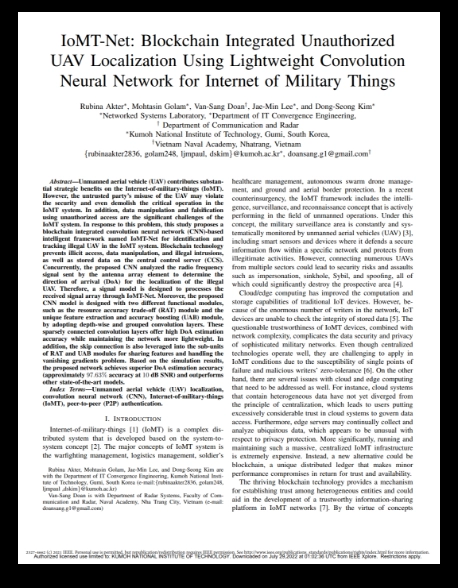 IoMT-Net: Blockchain Integrated Unauthorized
UAV Localization Using Lightweight Convolution
Neural Network for Internet of Military Things
Rubina Akter*, Mohtasin Golam*, Van-Sang Doan†, Jae-Min Lee*, and Dong-Seong Kim*
*Networked Systems Laboratory, *Department of IT Convergence Engineering,
† Department of Communication and Radar
*Kumoh National Institute of Technology, Gumi, South Korea,
†Vietnam Naval Academy, Nhatrang, Vietnam
{rubinaakter2836, golam248, ljmpaul, dskim}@kumoh.ac.kr*, doansang.g1@gmail.com†
Abstract—Unmanned aerial vehicle (UAV) contributes substan-
tial strategic benefits on the Internet-of-military-things (IoMT).
However, the untrusted party's misuse of the UAV may violate
the security and even demolish the critical operation in the
IoMT system. In addition, data manipulation and falsification
using unauthorized access are the significant challenges of the
IoMT system. In response to this problem, this study proposes a
blockchain integrated convolution neural network (CNN)-based
intelligent framework named IoMT-Net for identification and
tracking illegal UAV in the IoMT system. Blockchain technology
prevents illicit access, data manipulation, and illegal intrusions,
as well as stored data on the central control server (CCS).
Concurrently, the proposed CNN analyzed the radio frequency
signal sent by the antenna array element to determine the
direction of arrival (DoA) for the localization of the illegal
UAV. Therefore, a signal model is designed to processes the
received signal array through IoMT-Net. Moreover, the proposed
CNN model is designed with two different functional modules,
such as the resource accuracy trade-off (RAT) module and the
unique feature extraction and accuracy boosting (UAB) module,
by adopting depth-wise and grouped convolution layers. These
sparsely connected convolution layers offer high DoA estimation
accuracy while maintaining the network more lightweight. In
addition, the skip connection is also leveraged into the sub-units
of RAT and UAB modules for sharing features and handling the
vanishing gradients problem. Based on the simulation results,
the proposed network achieves superior DoA estimation accuracy
(approximately 97.63% accuracy at 10 dB SNR) and outperforms
other state-of-the-art models.
Index Terms—Unmanned aerial vehicle (UAV) localization,
convolution neural network (CNN), Internet-of-military-things
(IoMT), peer-to-peer (P2P) authentication.
I. INTRODUCTION
Internet-of-military-things [1] (IoMT) is a complex dis-
tributed system that is developed based on the system-to-
system concept [2]. The major concepts of IoMT system is
the warfighting management, logistics management, soldier's
Rubina Akter, Mohtasin Golam, Jae-Min Lee, and Dong-Seong Kim are
with the Department of IT Convergence Engineering, Kumoh National Insti-
tute of Technology, Gumi, South Korea (e-mail: {rubinaakter2836, golam248,
ljmpaul, dskim}@kumoh.ac.kr)
Van-Sang Doan is with Department of Radar Systems, Faculty of Com-
munication and Radar, Naval Academy, Nha Trang City, Vietnam (e-mail:
doansang.g1@gmail.com)
healthcare management, autonomous swarm drone manage-
ment, and ground and aerial border protection. In a recent
counterinsurgency, the IoMT framework includes the intelli-
gence, surveillance, and reconnaissance concept that is actively
performing in the field of unmanned operations. Under this
concept, the military surveillance area is constantly and sys-
tematically monitored by unmanned aerial vehicles (UAV) [3],
including smart sensors and devices where it defends a secure
information flow within a specific network and protects from
illegitimate activities. However, connecting numerous UAVs
from multiple sectors could lead to security risks and assaults
such as impersonation, sinkhole, Sybil, and spoofing, all of
which could significantly destroy the prospective area [4].
Cloud/edge computing has improved the computation and
storage capabilities of traditional IoT devices. However, be-
cause of the enormous number of writers in the network, IoT
devices are unable to check the integrity of stored data [5]. The
questionable trustworthiness of IoT devices, combined with
network complexity, complicates the data security and privacy
of sophisticated military networks. Even though centralized
technologies operate well, they are challenging to apply in
IoMT conditions due to the susceptibility of single points of
failure and malicious writers' zero-tolerance [6]. On the other
hand, there are several issues with cloud and edge computing
that need to be addressed as well. For instance, cloud systems
that contain heterogeneous data have not yet diverged from
the principle of centralization, which leads to users putting
excessively considerable trust in cloud systems to govern data
access. Furthermore, edge servers may continually collect and
analyze ubiquitous data, which appears to be unusual with
respect to privacy protection. More significantly, running and
maintaining such a massive, centralized IoMT infrastructure
is extremely expensive. Instead, a new alternative could be
blockchain, a unique distributed ledger that makes minor
performance compromises in return for trust and availability.
The thriving blockchain technology provides a mechanism
for establishing trust among heterogeneous entities and could
aid in the development of a trustworthy information-sharing
platform in IoMT networks [7]. By the virtue of concepts
Authorized licensed use limited to: KUMOH NATIONAL INSTITUTE OF TECHNOLOGY. Downloaded on July 29,2022 at 01:52:36 UTC from IEEE Xplore. Restrictions apply.